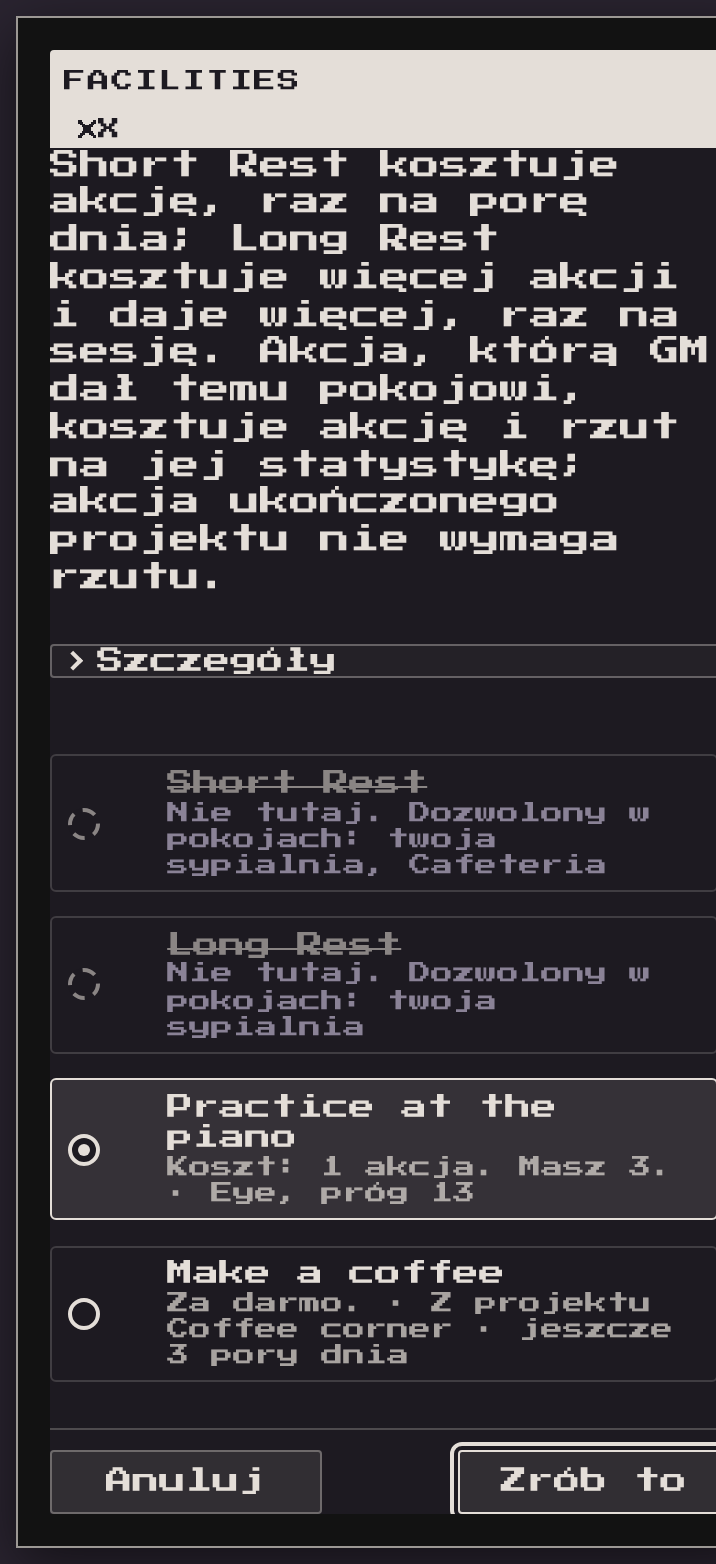 FACILITIES
xX
Short Rest kosztuje
akcję, raz na porę
dnia; Long Rest
kosztuje więcej akcji
i daje więcej, raz na
sesję. Akcja, którą GM
dał temu pokojowi,
kosztuje akcję i rzut
na jej statystykę;
akcja ukończonego
projektu nie wymaga
rzutu.
> Szczegóły
Short Rest
Nie tutaj. Dozwolony w
pokojach: twoja
sypialnia, Cafeteria
Long Rest
Nie tutaj. Dozwolony w
pokojach: twoja
sypialnia
Practice at the
piano
Koszt: 1 akcja. Masz 3.
· Eye, próg 13
Make a coffee
Za darmo. · Z projektu
Coffee corner · jeszcze
3 pory dnia
Anuluj
Zrób to